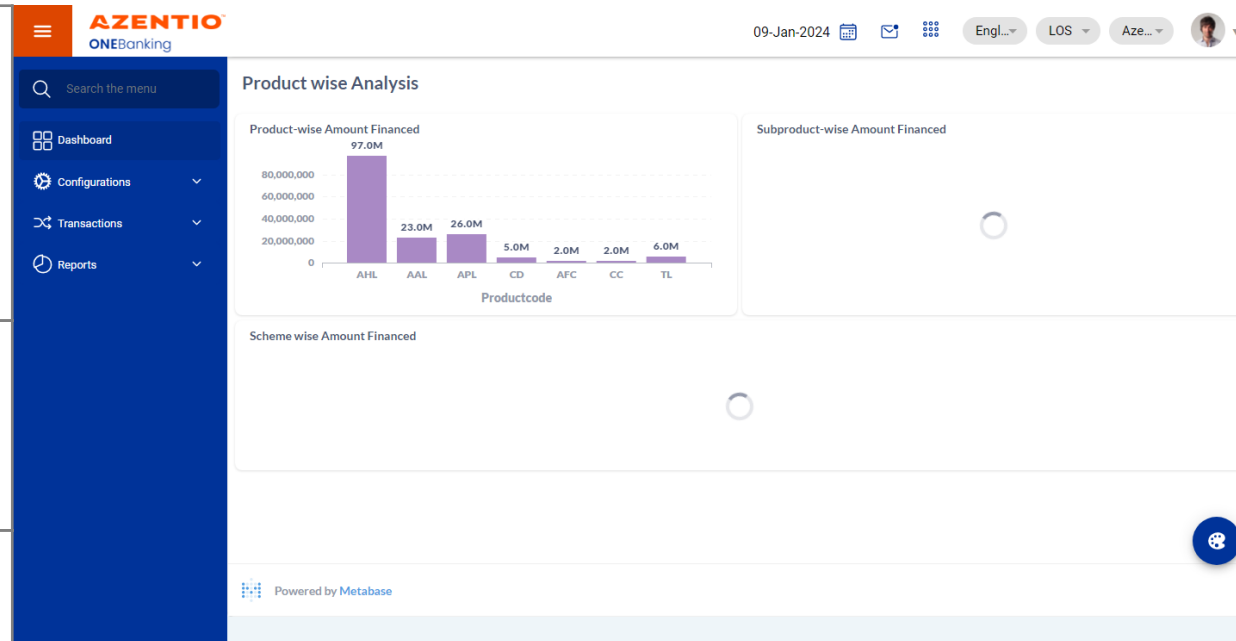 AZENTIO
ONEBanking
09-Jan-2024
Engl...
LOS
Aze...
Search the menu
Dashboard
Configurations
Transactions
Reports
Product wise Analysis
Product-wise Amount Financed
97.0M
80,000,000
60,000,000
40,000,000
20,000,000
0
23.0M
26.0M
5.0M
2.0M
2.0M
6.0M
AHL AAL APL CD AFC CC TL
Productcode
Subproduct-wise Amount Financed
Scheme wise Amount Financed
Powered by Metabase